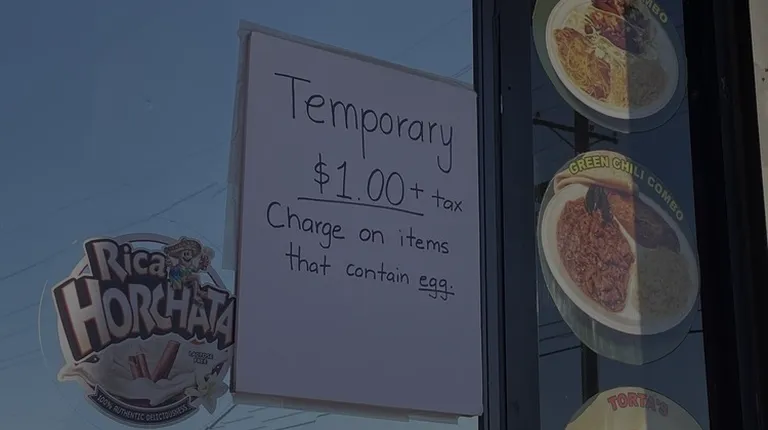 Temporary
$1.00 + tax
Charge on items
that contain egg.
Rica
HORCHATA
100% AUTHENTIC DELICIOUSNESS
COMBO
GREEN CHILI COMBO
TORTA'S